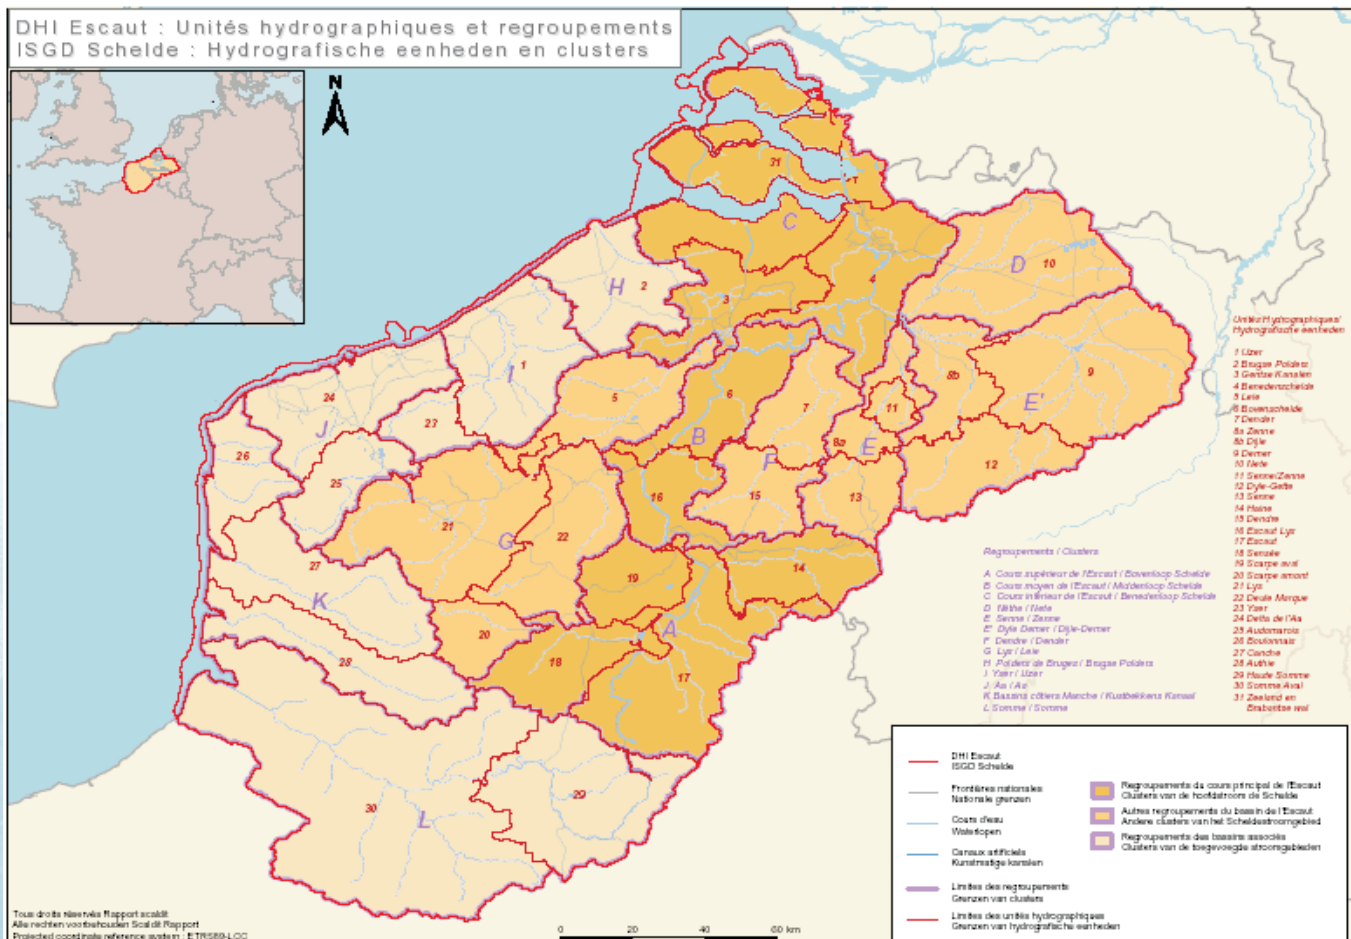 DHI Escaut : Unités hydrographiques et regroupements
ISGD Schelde : Hydrografische eenheden en clusters
N
31
C
4
D
10
H
2
3
1
I
5
6
7
8b
9
E'
11
8a
E
B
F
12
24
23
J
26
25
21
G
22
16
15
13
27
K
19
14
20
A
28
18
17
29
30
L
Unités Hydrographiques/
Hydrografische eenheden
1 IJzer
2 Brugse Polders
3 Gentse Kanalen
4 Benedenschelde
5 Leie
6 Bovenschelde
7 Dender
8a Zenne
8b Dijle
9 Demer
10 Nete
11 Senne/Zenne
12 Dyle-Gette
13 Senne
14 Haine
15 Dendre
16 Escaut Lys
17 Escaut
18 Sensée
19 Scarpe aval
20 Scarpe amont
21 Lys
22 Deule Marque
23 Yser
24 Delta de l'Aa
25 Audomarois
26 Boulonnais
27 Canche
28 Authie
29 Haute Somme
30 Somme Aval
31 Zeeland en
Brabantse wal
Regroupements / Clusters
A Cours supérieur de l'Escaut / Bovenloop Schelde
B Cours moyen de l'Escaut / Middenloop Schelde
C Cours inférieur de l'Escaut / Benedenloop Schelde
D Nèthe / Nete
E Senne / Zenne
E' Dyle Demer / Dijle-Demer
F Dendre / Dender
G Lys / Leie
H Polders de Bruges / Brugse Polders
I Yser / IJzer
J Aa / Aa
K Bassins côtiers Manche / Kustbekkens Kanaal
L Somme / Somme
DHI Escaut
ISGD Schelde
Frontières nationales
Nationale grenzen
Cours d'eau
Waterlopen
Canaux artificiels
Kunstmatige kanalen
Limites des regroupements
Grenzen van clusters
Limites des unités hydrographiques
Grenzen van hydrografische eenheden
Regroupements du cours principal de l'Escaut
Clusters van de hoofdstroom de Schelde
Autres regroupements du bassin de l'Escaut
Andere clusters van het Scheldestroomgebied
Regroupements des bassins associés
Clusters van de toegevoegde stroomgebieden
Tous droits réservés Rapport scaldit
Alle rechten voorbehouden Scaldit Rapport
Projected coordinate reference system : ETRS89-LCC
0 20 40 60 km